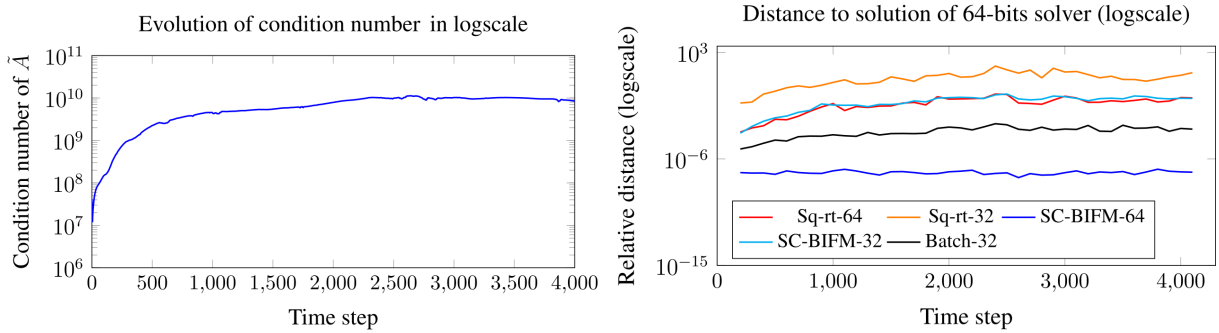 Evolution of condition number in logscale
Condition number of Ã
10^11
10^10
10^9
10^8
10^7
10^6
0 500 1,000 1,500 2,000 2,500 3,000 3,500 4,000
Time step
Distance to solution of 64-bits solver (logscale)
Relative distance (logscale)
10^3
10^-6
10^-15
Sq-rt-64 Sq-rt-32 SC-BIFM-64
SC-BIFM-32 Batch-32
1,000 2,000 3,000 4,000
Time step